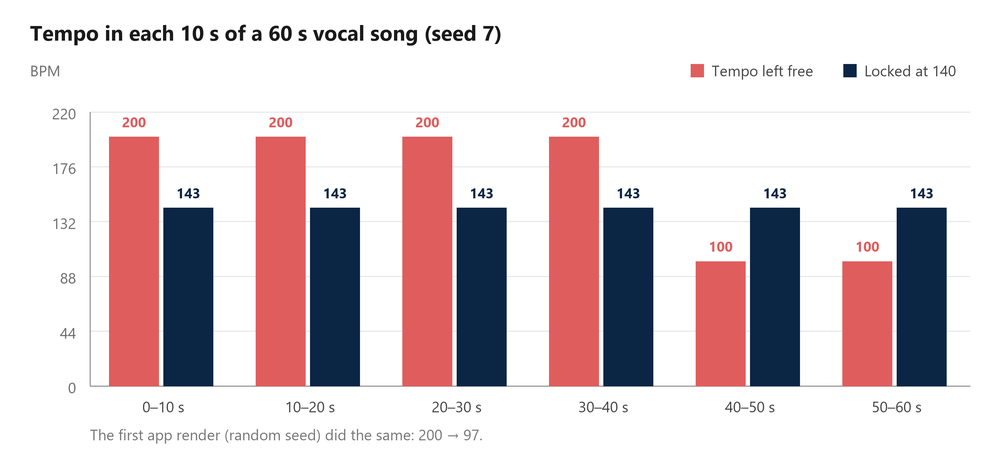 Tempo in each 10 s of a 60 s vocal song (seed 7)
BPM
Tempo left free
Locked at 140
220
176
132
88
44
0
200
143
200
143
200
143
200
143
100
143
100
143
0–10 s
10–20 s
20–30 s
30–40 s
40–50 s
50–60 s
The first app render (random seed) did the same: 200 → 97.